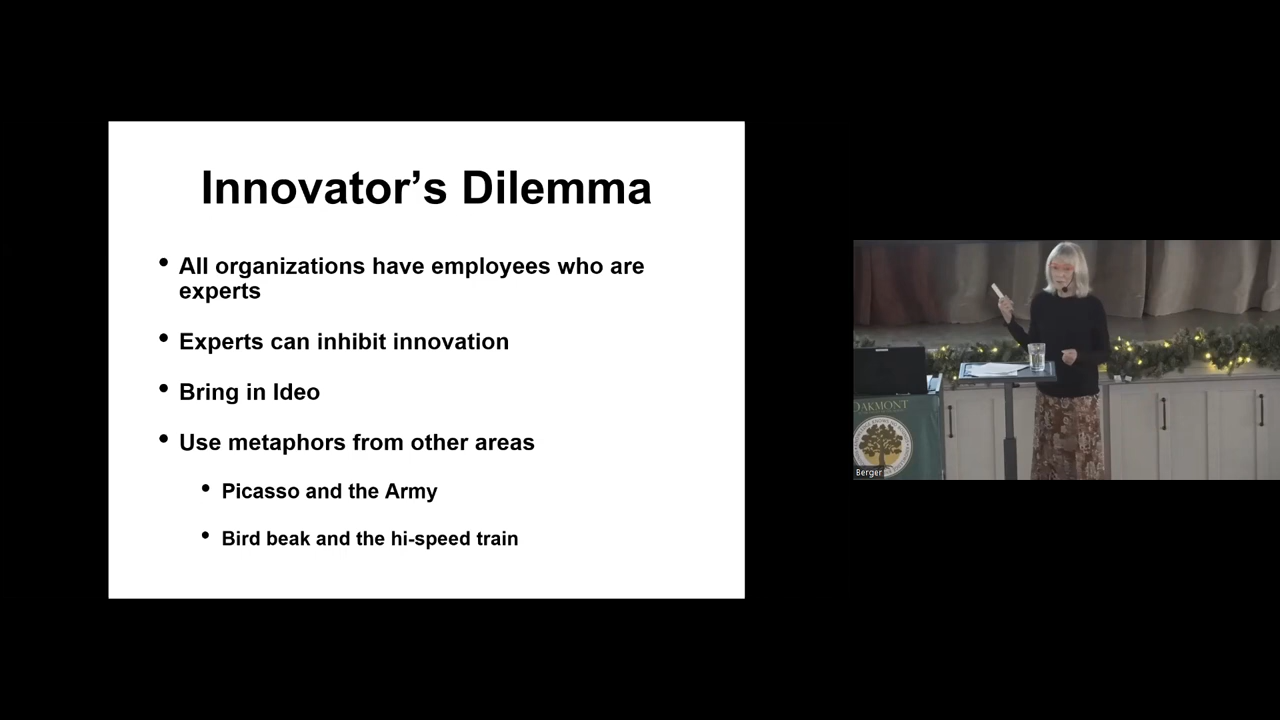 Innovator’s Dilemma
• All organizations have employees who are
experts
• Experts can inhibit innovation
• Bring in Ideo
• Use metaphors from other areas
• Picasso and the Army
• Bird beak and the hi-speed train
OAKMONT
Berger